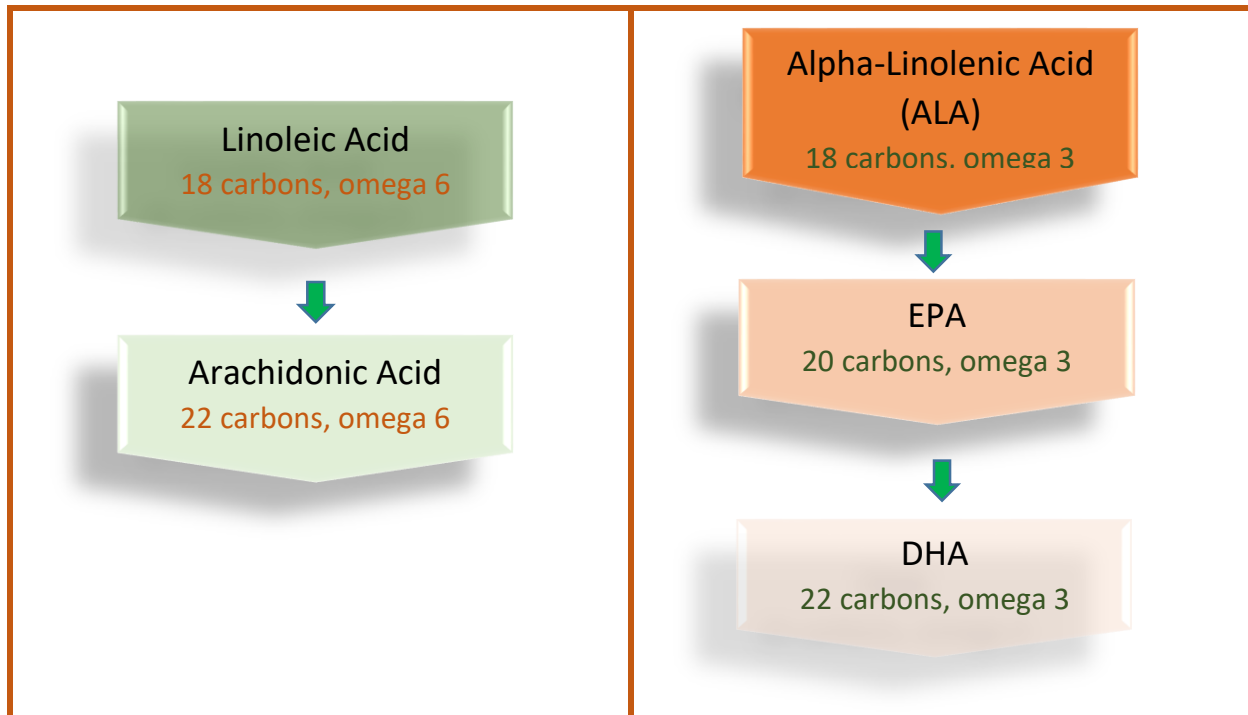 Linoleic Acid
18 carbons, omega 6
Arachidonic Acid
22 carbons, omega 6
Alpha-Linolenic Acid
(ALA)
18 carbons, omega 3
EPA
20 carbons, omega 3
DHA
22 carbons, omega 3